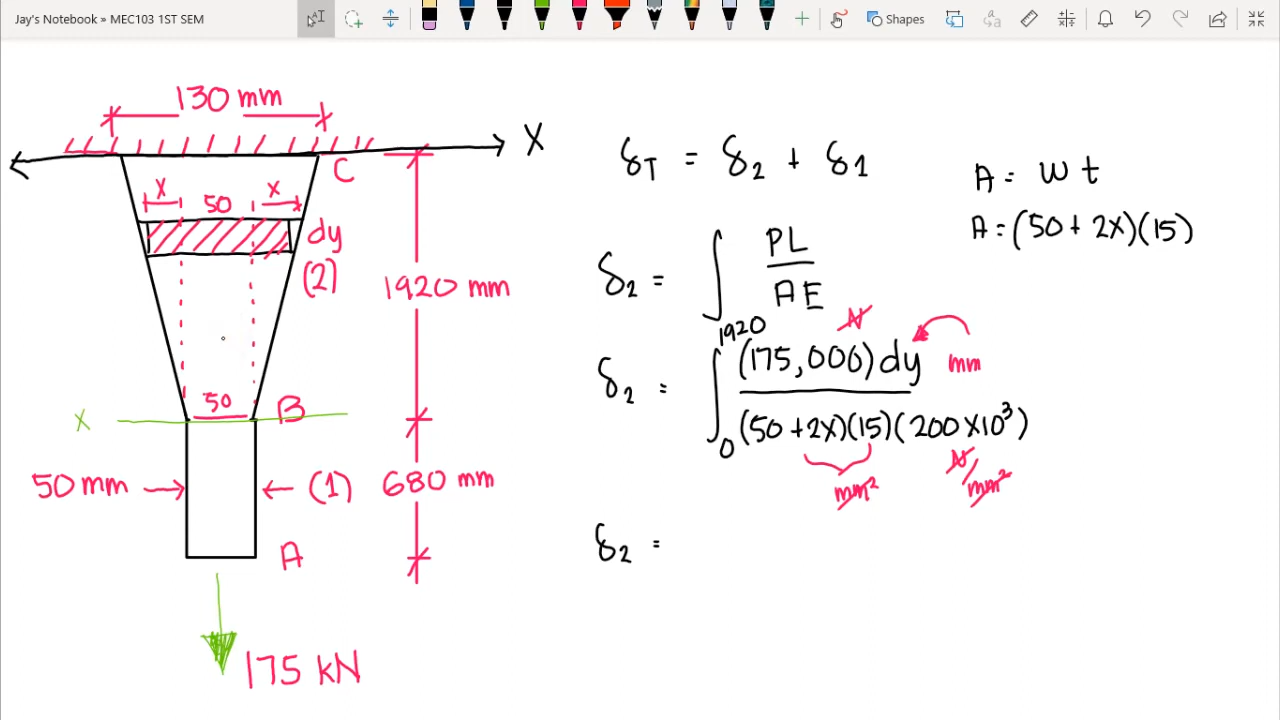 Jay's Notebook » MEC103 1ST SEM
Shapes
130 mm
X
C
x 50 x
dy
(2)
1920 mm
50
B
X
50 mm
(1)
680 mm
A
175 kN
δT = δ2 + δ1
A = w t
A = (50 + 2x)(15)
δ2 = ∫ PL / AE
δ2 = ∫ 0 1920 (175,000) dy / (50 + 2x)(15)(200 x 10³)
N
mm
mm²
N/mm²
δ2 =